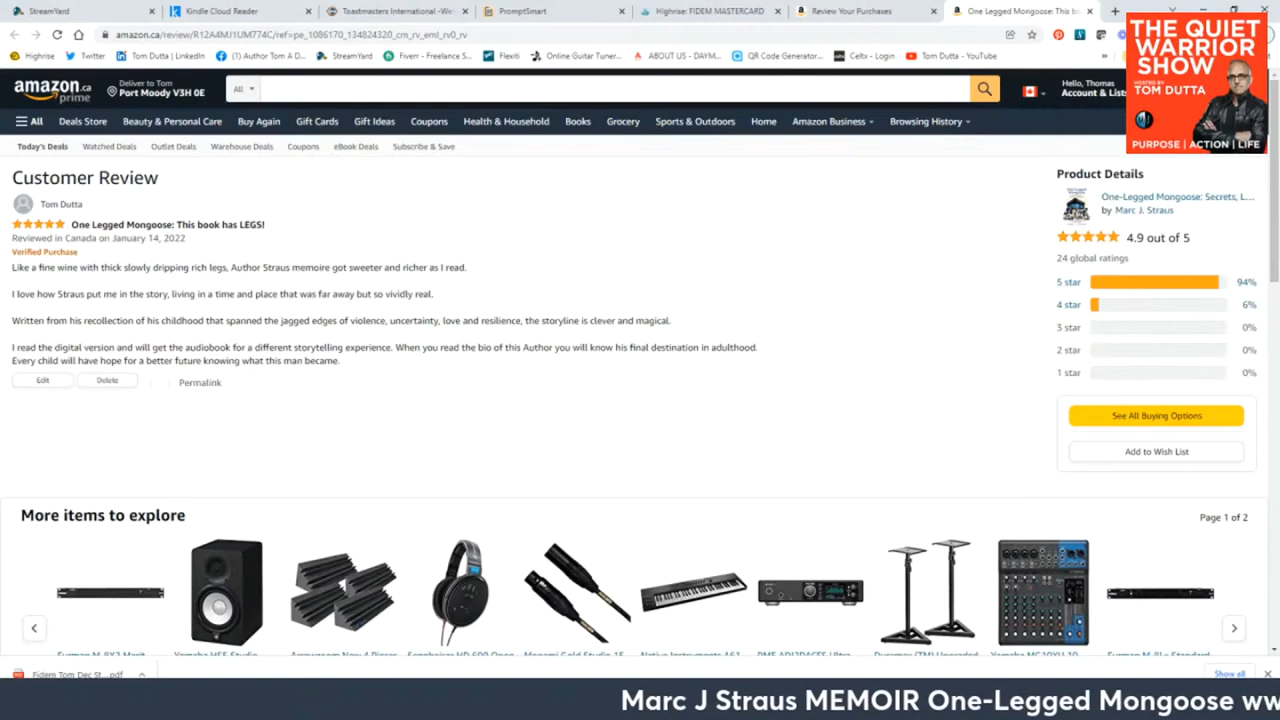 StreamYard
Kindle Cloud Reader
Toastmasters International -We
PromptSmart
Highrise: FIDEM MASTERCARD
Review Your Purchases
One Legged Mongoose: This b
amazon.ca/review/R12A4MJ1UM774C/ref=pe_1086170_134824320_cm_rv_eml_rv0_rv
Highrise
Twitter
Tom Dutta | LinkedIn
(1) Author Tom A D...
StreamYard
Fiverr - Freelance S...
Flexiti
Online Guitar Tuner...
ABOUT US - DAYM...
QR Code Generator...
Celtx - Login
Tom Dutta - YouTube
THE QUIET
WARRIOR
SHOW
HOSTED BY
TOM DUTTA
PURPOSE | ACTION | LIFE
amazon.ca
prime
Deliver to Tom
Port Moody V3H 0E
All
Hello, Thomas
Account & List
All
Deals Store
Beauty & Personal Care
Buy Again
Gift Cards
Gift Ideas
Coupons
Health & Household
Books
Grocery
Sports & Outdoors
Home
Amazon Business
Browsing History
Today's Deals
Watched Deals
Outlet Deals
Warehouse Deals
Coupons
eBook Deals
Subscribe & Save
Customer Review
Tom Dutta
One Legged Mongoose: This book has LEGS!
Reviewed in Canada on January 14, 2022
Verified Purchase
Like a fine wine with thick slowly dripping rich legs, Author Straus memoire got sweeter and richer as I read.
I love how Straus put me in the story, living in a time and place that was far away but so vividly real.
Written from his recollection of his childhood that spanned the jagged edges of violence, uncertainty, love and resilience, the storyline is clever and magical.
I read the digital version and will get the audiobook for a different storytelling experience. When you read the bio of this Author you will know his final destination in adulthood.
Every child will have hope for a better future knowing what this man became.
Edit
Delete
Permalink
Product Details
One-Legged Mongoose: Secrets, L...
by Marc J. Straus
4.9 out of 5
24 global ratings
5 star 94%
4 star 6%
3 star 0%
2 star 0%
1 star 0%
See All Buying Options
Add to Wish List
More items to explore
Page 1 of 2
Fidem Tom Dec St....pdf
Show all
Marc J Straus MEMOIR One-Legged Mongoose ww